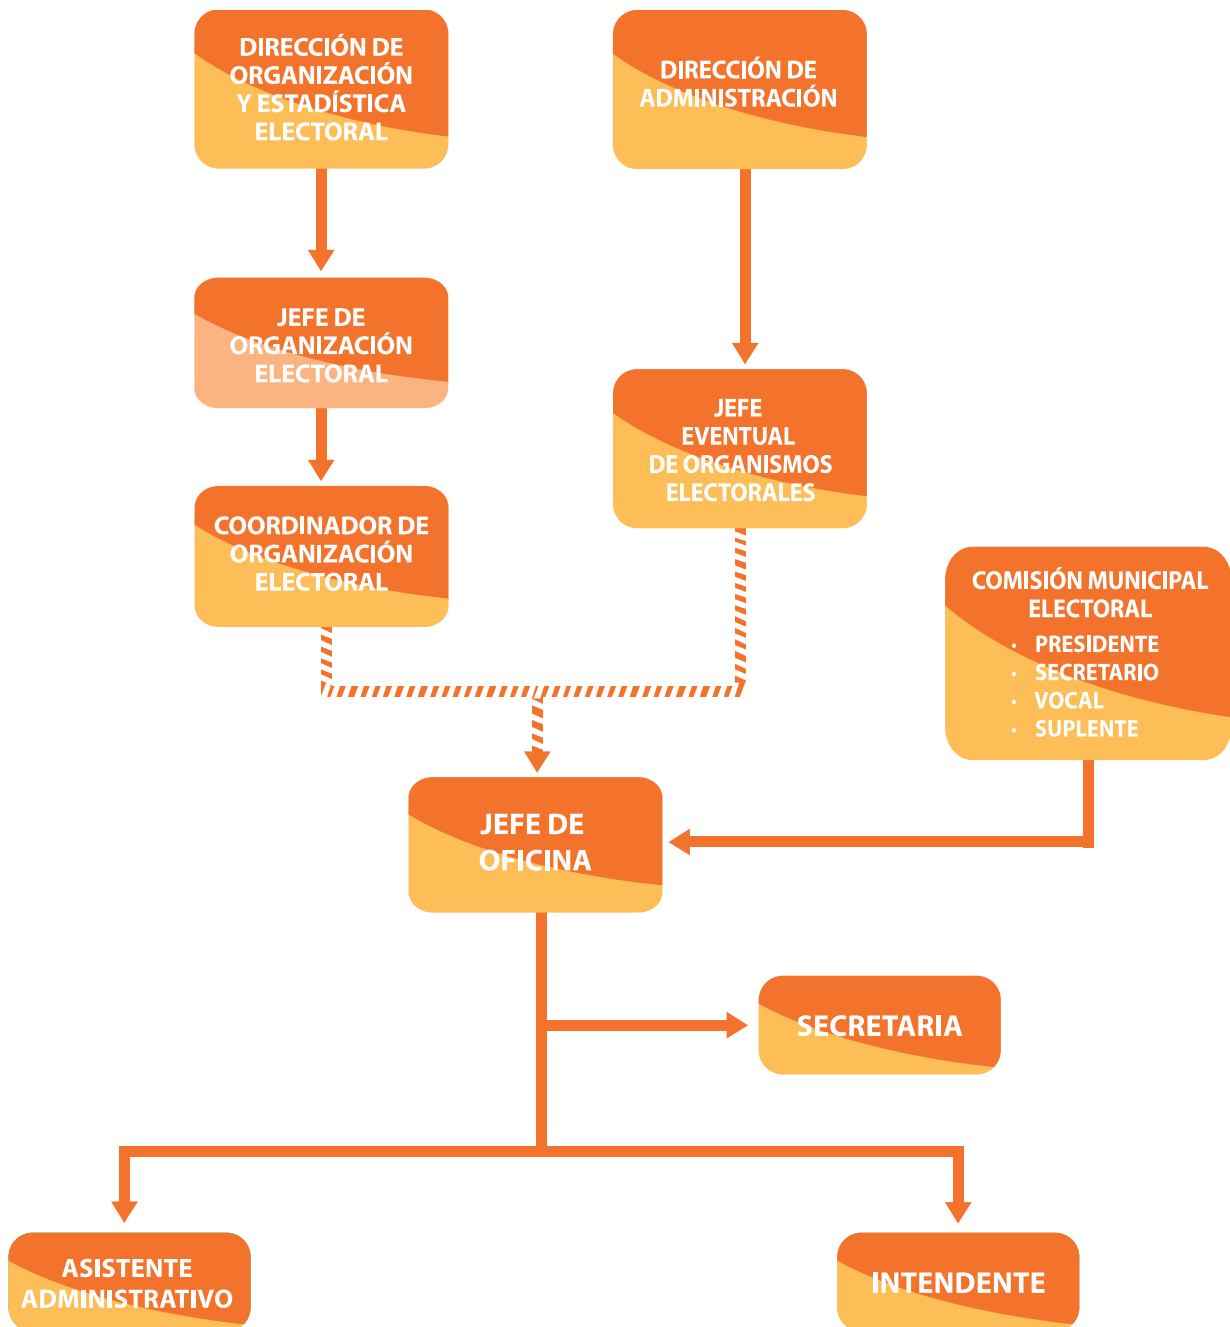 DIRECCIÓN DE
ORGANIZACIÓN
Y ESTADÍSTICA
ELECTORAL
DIRECCIÓN DE
ADMINISTRACIÓN
JEFE DE
ORGANIZACIÓN
ELECTORAL
JEFE
EVENTUAL
DE ORGANISMOS
ELECTORALES
COORDINADOR DE
ORGANIZACIÓN
ELECTORAL
COMISIÓN MUNICIPAL
ELECTORAL
· PRESIDENTE
· SECRETARIO
· VOCAL
· SUPLENTE
JEFE DE
OFICINA
SECRETARIA
ASISTENTE
ADMINISTRATIVO
INTENDENTE